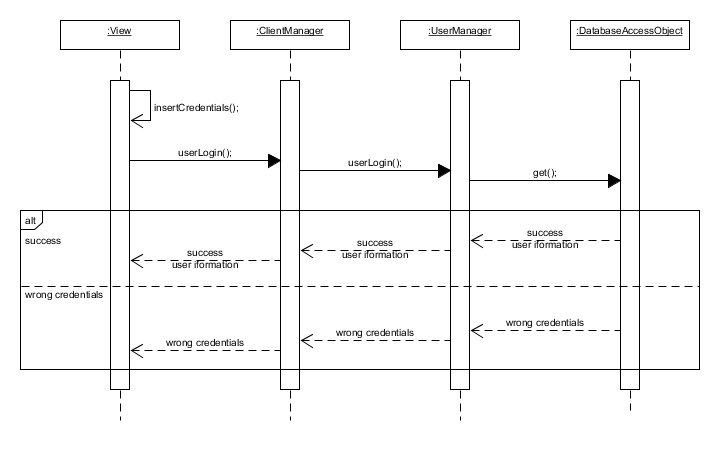 :View
:ClientManager
:UserManager
:DatabaseAccessObject
insertCredentials();
userLogin();
userLogin();
get();
alt
success
success
user iformation
success
user iformation
success
user iformation
wrong credentials
wrong credentials
wrong credentials
wrong credentials